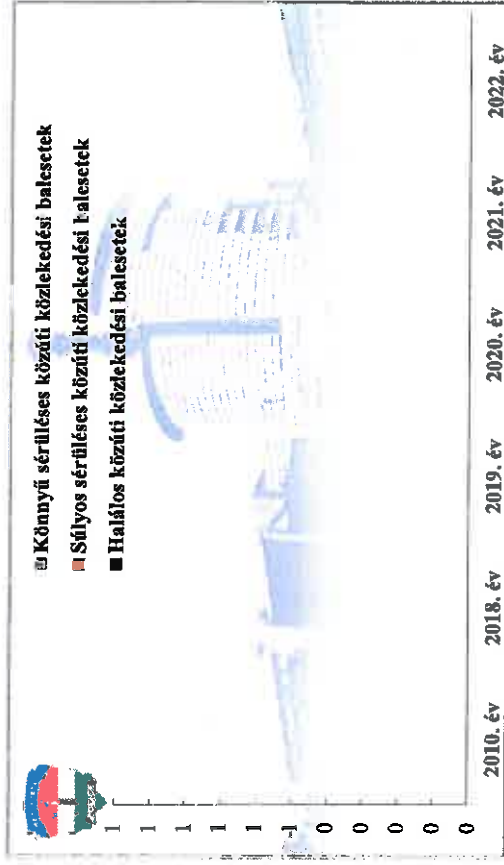 Könnyű sérüléses közúti közlekedési balesetek
Súlyos sérüléses közúti közlekedési balesetek
Halálos közúti közlekedési balesetek
1
1
1
1
1
1
0
0
0
0
0
2010. év 2018. év 2019. év 2020. év 2021. év 2022. év